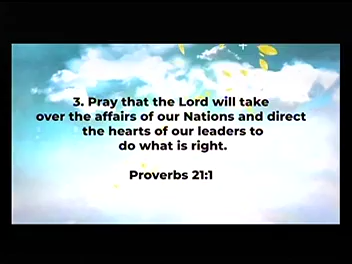 3. Pray that the Lord will take
over the affairs of our Nations and direct
the hearts of our leaders to
do what is right.
Proverbs 21:1